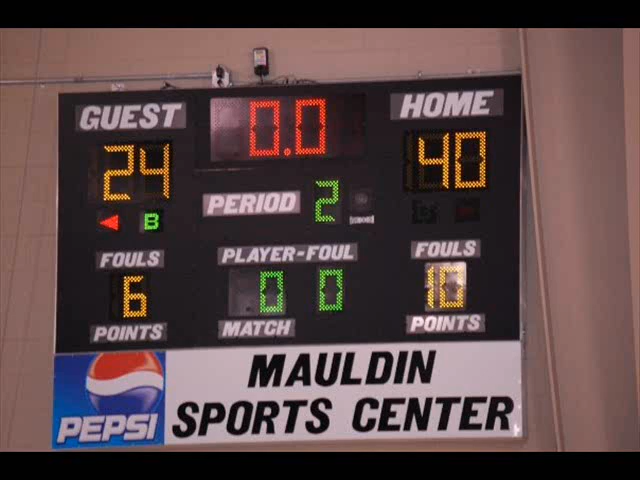 GUEST 0.0 HOME
24 40
PERIOD 2
B
FOULS PLAYER-FOUL FOULS
6 0 0 10
POINTS MATCH POINTS
MAULDIN
SPORTS CENTER
PEPSI